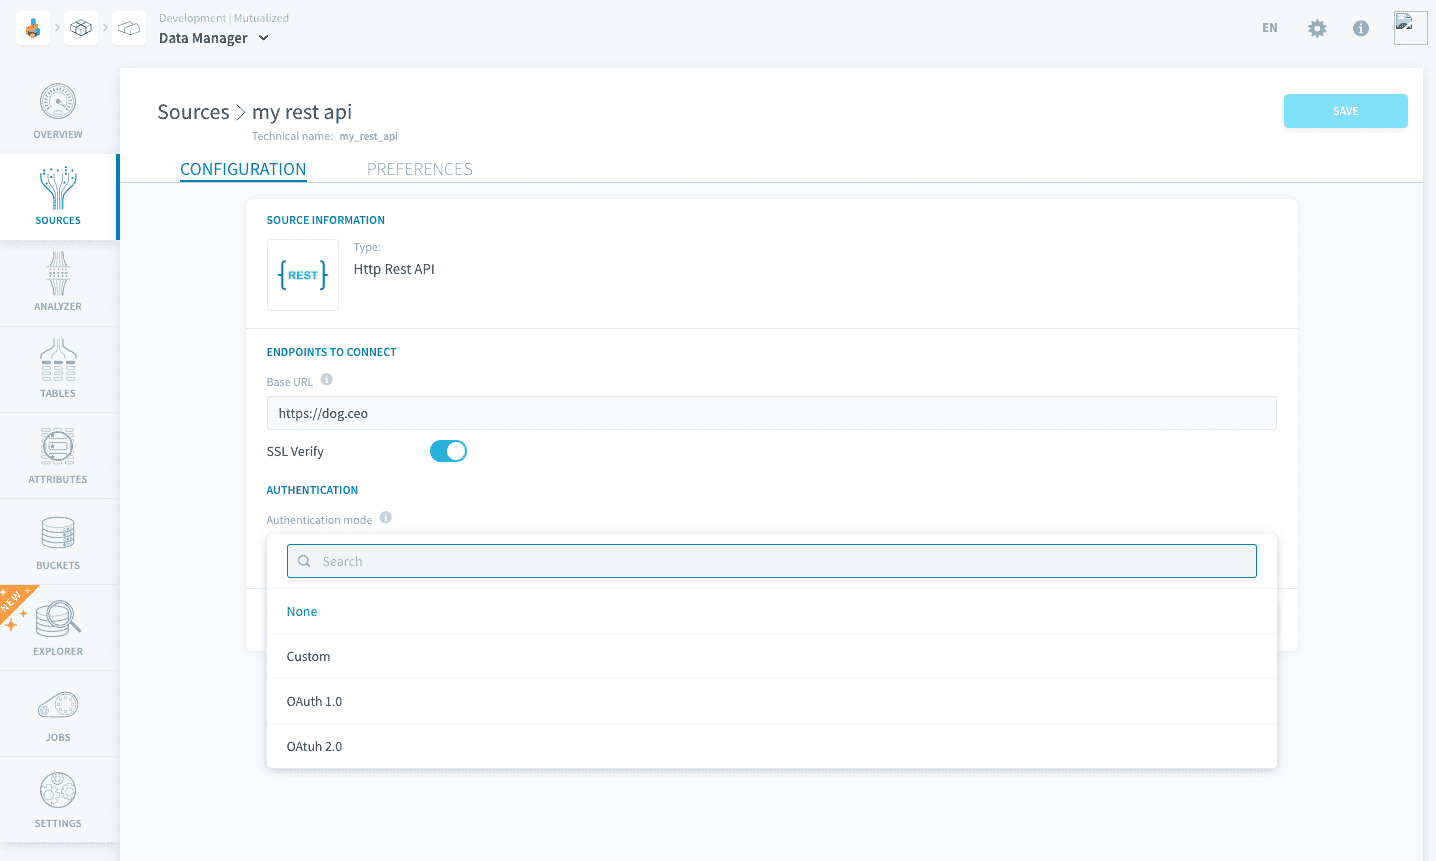 Development | Mutualized
Data Manager
EN
OVERVIEW
SOURCES
ANALYZER
TABLES
ATTRIBUTES
BUCKETS
NEW
EXPLORER
JOBS
SETTINGS
Sources > my rest api
Technical name: my_rest_api
SAVE
CONFIGURATION PREFERENCES
SOURCE INFORMATION
{REST}
Type:
Http Rest API
ENDPOINTS TO CONNECT
Base URL
https://dog.ceo
SSL Verify
AUTHENTICATION
Authentication mode
Search
None
Custom
OAuth 1.0
OAtuh 2.0